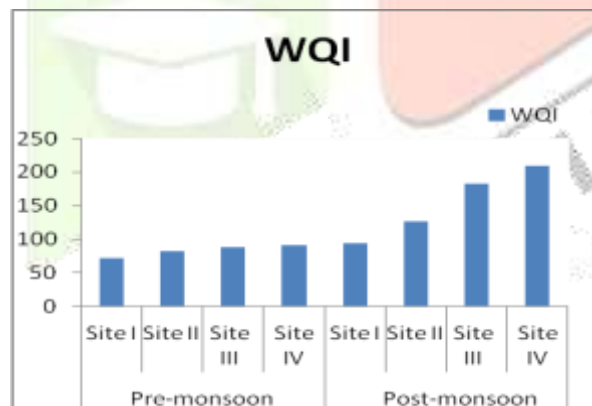 WQI
WQI
250
200
150
100
50
0
Site I Site II Site III Site IV Site I Site II Site III Site IV
Pre-monsoon Post-monsoon